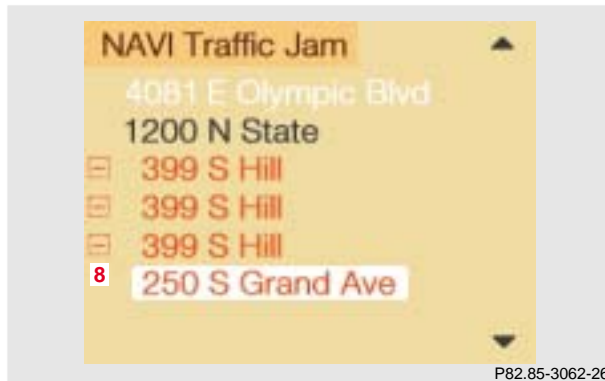 NAVI Traffic Jam
4081 E Olympic Blvd
1200 N State
399 S Hill
399 S Hill
399 S Hill
8 250 S Grand Ave
P82.85-3062-26